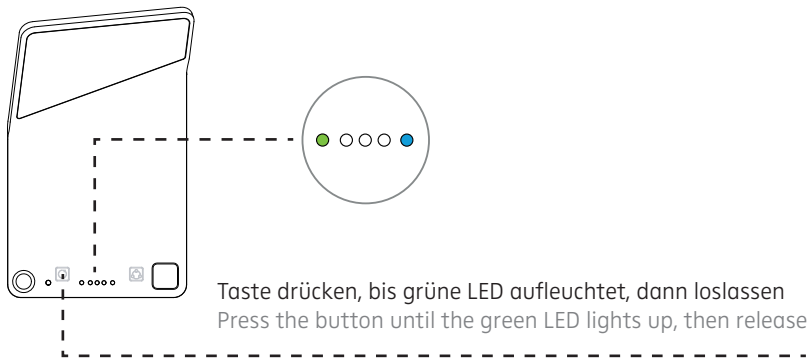 Taste drücken, bis grüne LED aufleuchtet, dann loslassen
Press the button until the green LED lights up, then release